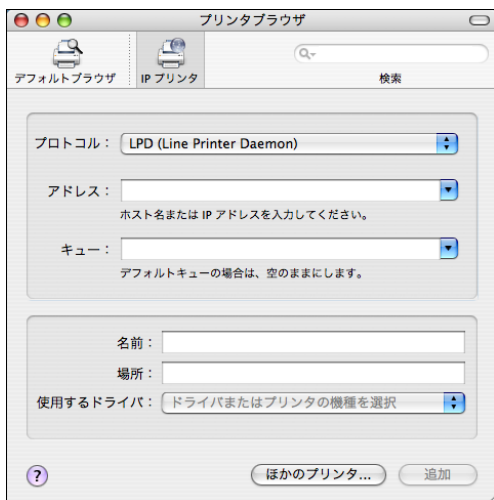 プリンタブラウザ
デフォルトブラウザ
IP プリンタ
検索
プロトコル：
LPD (Line Printer Daemon)
アドレス：
ホスト名または IP アドレスを入力してください。
キュー：
デフォルトキューの場合は、空のままにします。
名前：
場所：
使用するドライバ：
ドライバまたはプリンタの機種を選択
?
ほかのプリンタ...
追加